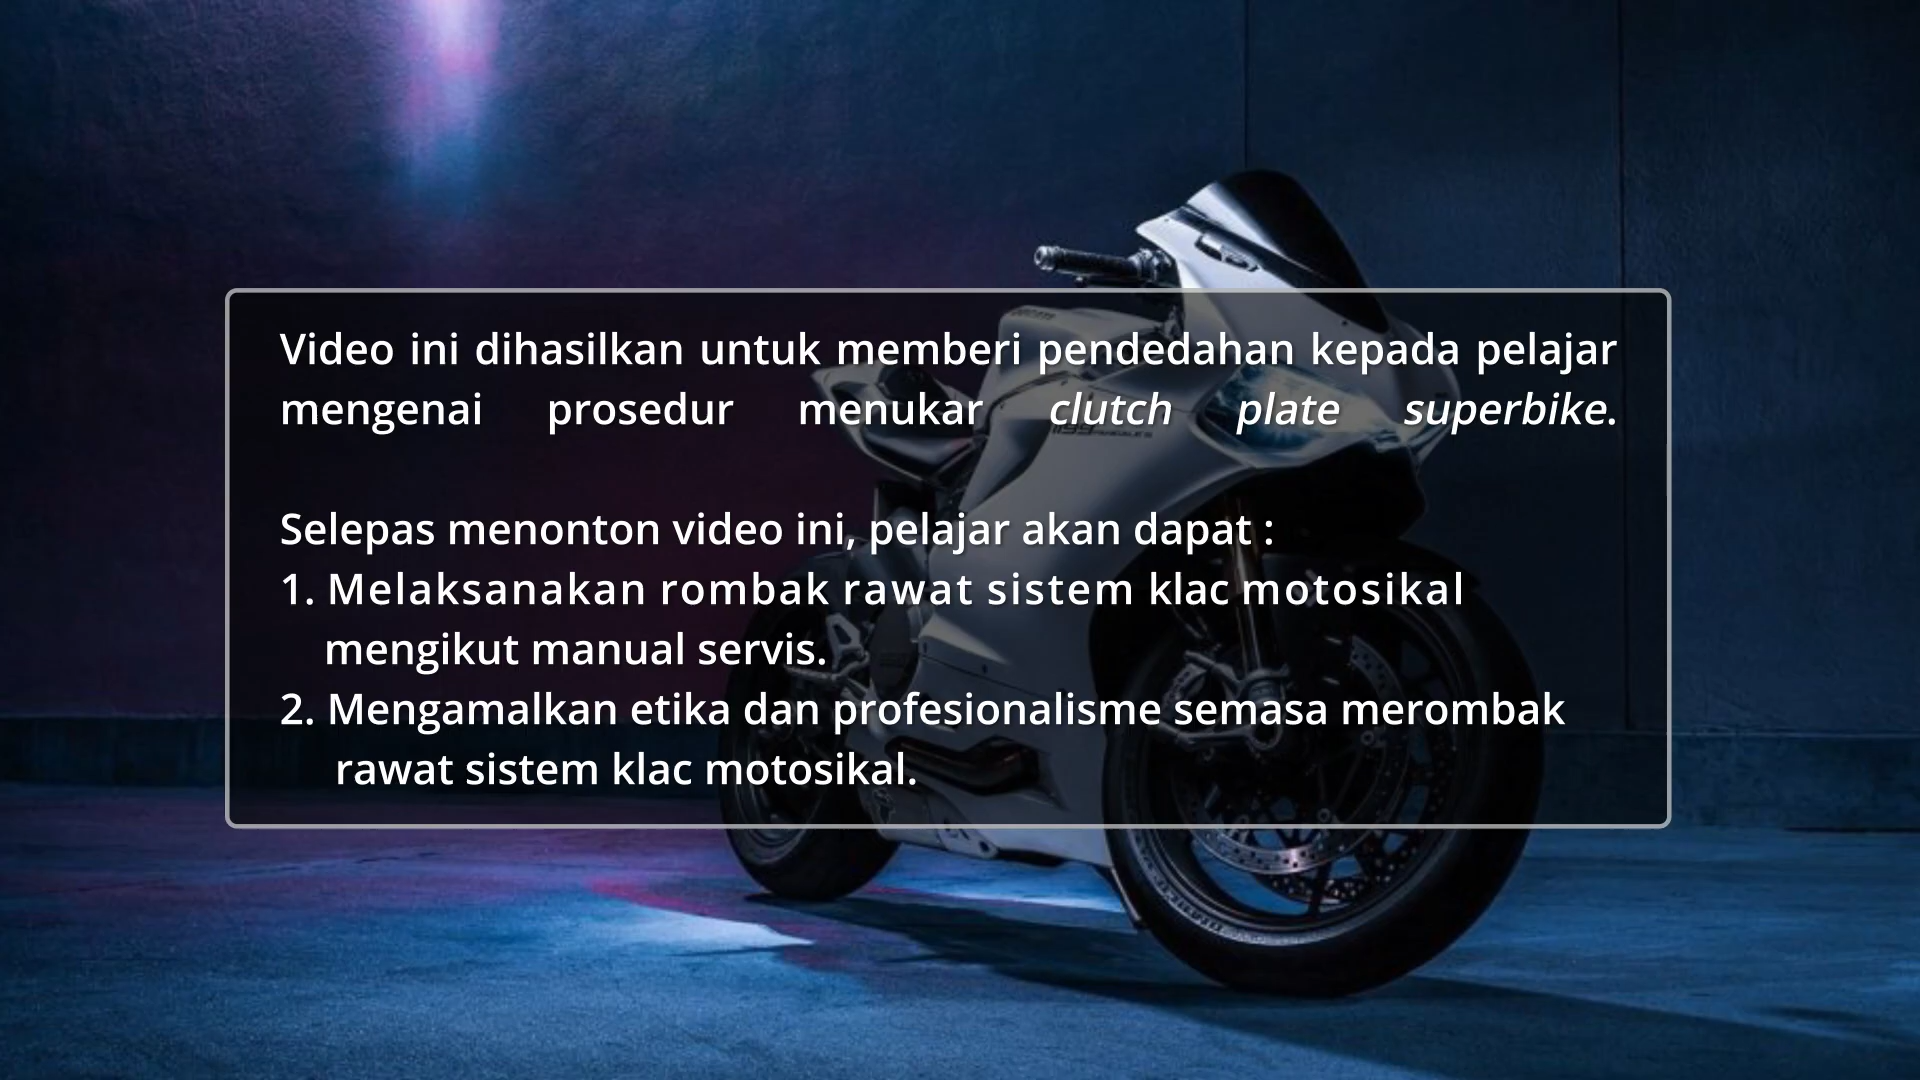 Video ini dihasilkan untuk memberi pendedahan kepada pelajar
mengenai prosedur menukar clutch plate superbike.
Selepas menonton video ini, pelajar akan dapat :
1. Melaksanakan rombak rawat sistem klac motosikal
mengikut manual servis.
2. Mengamalkan etika dan profesionalisme semasa merombak
rawat sistem klac motosikal.